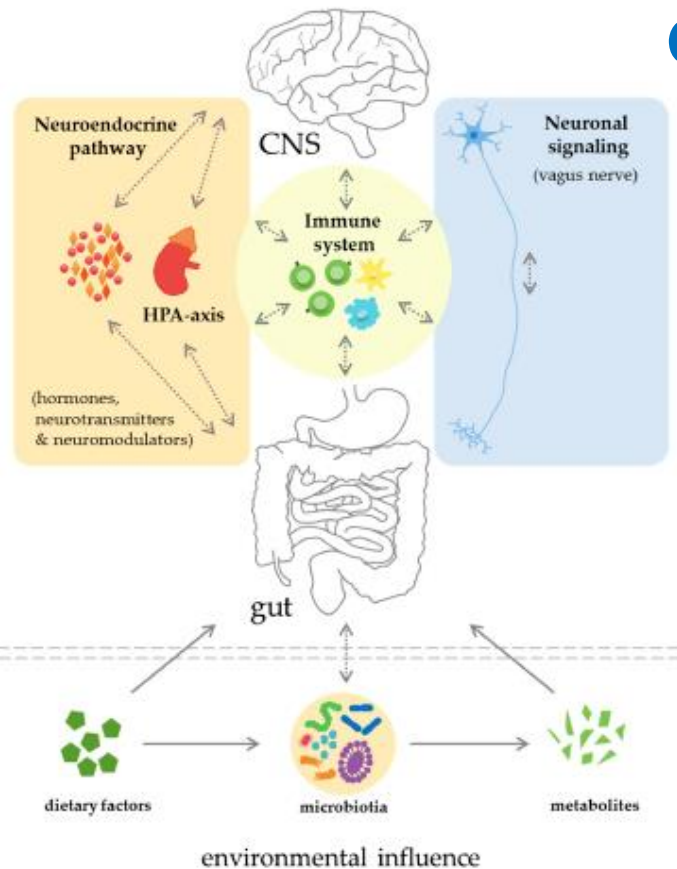 CNS
Neuroendocrine
pathway
HPA-axis
(hormones,
neurotransmitters
& neuromodulators)
Immune
system
Neuronal
signaling
(vagus nerve)
gut
dietary factors
microbiotia
metabolites
environmental influence